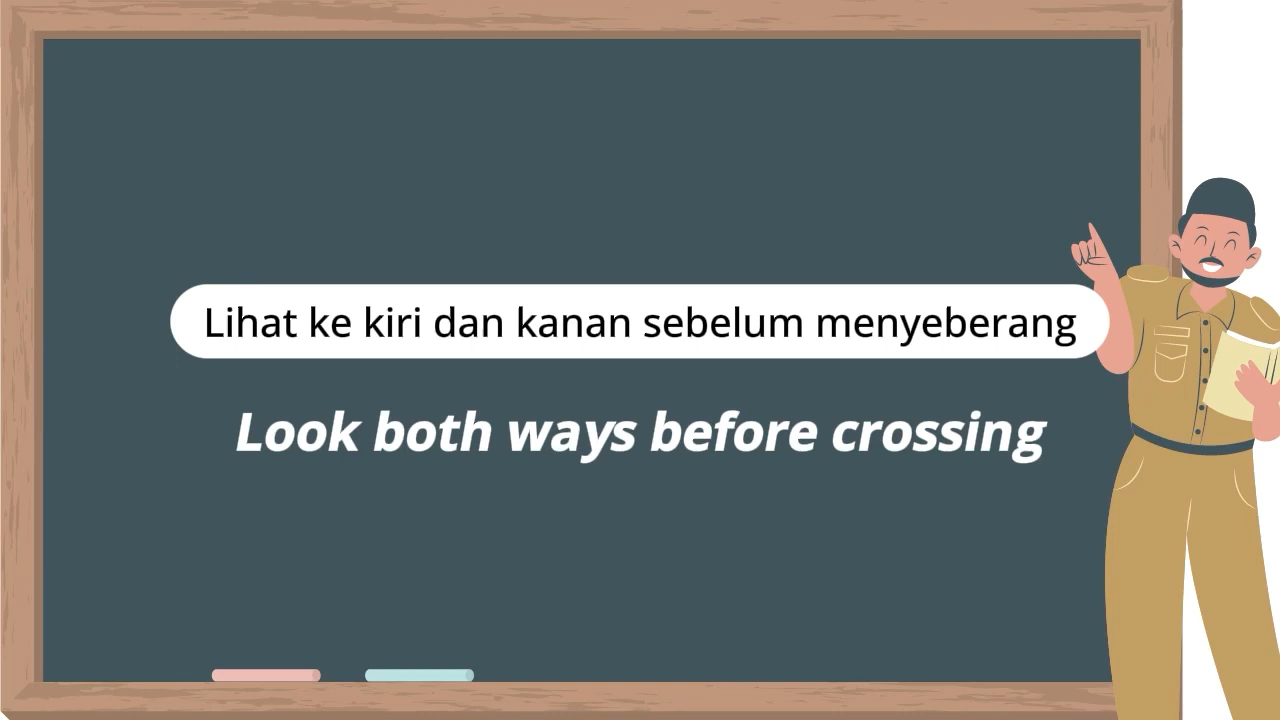 Lihat ke kiri dan kanan sebelum menyeberang
Look both ways before crossing